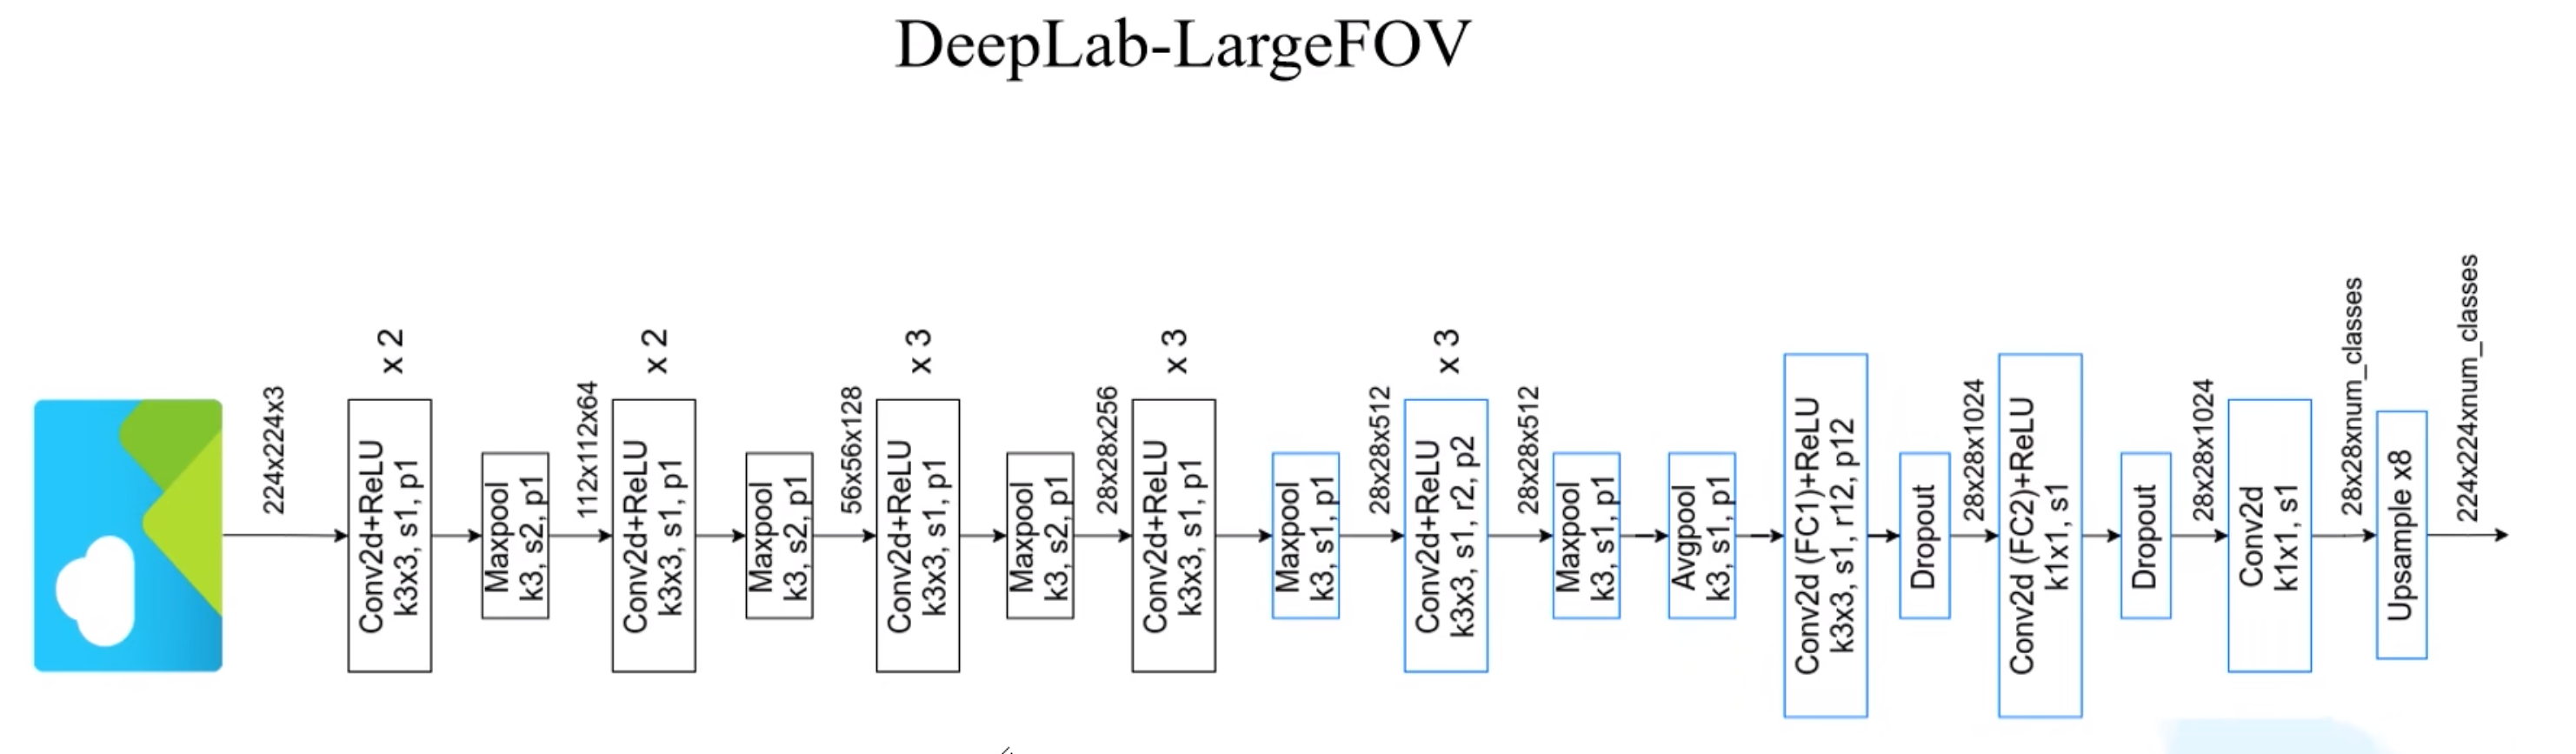 DeepLab-LargeFOV
224x224x3
Conv2d+ReLU
k3x3, s1, p1
x 2
Maxpool
k3, s2, p1
112x112x64
Conv2d+ReLU
k3x3, s1, p1
x 2
Maxpool
k3, s2, p1
56x56x128
Conv2d+ReLU
k3x3, s1, p1
x 3
Maxpool
k3, s2, p1
28x28x256
Conv2d+ReLU
k3x3, s1, p1
x 3
Maxpool
k3, s1, p1
28x28x512
Conv2d+ReLU
k3x3, s1, r2, p2
x 3
28x28x512
Maxpool
k3, s1, p1
Avgpool
k3, s1, p1
Conv2d (FC1)+ReLU
k3x3, s1, r12, p12
Dropout
28x28x1024
Conv2d (FC2)+ReLU
k1x1, s1
Dropout
28x28x1024
Conv2d
k1x1, s1
28x28xnum_classes
Upsample x8
224x224xnum_classes